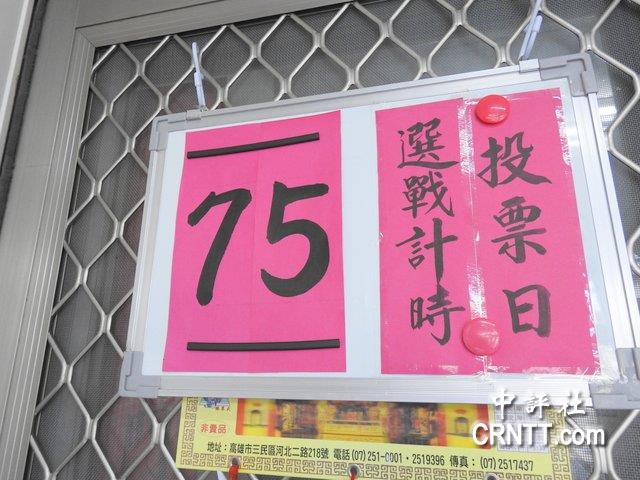 投票日
選戰計時
75
非賣品
地址：高雄市三民區河北二路218號 電話(07)251-0001・2519396 傳真：(07)2517437
中評社
CRNTT.com